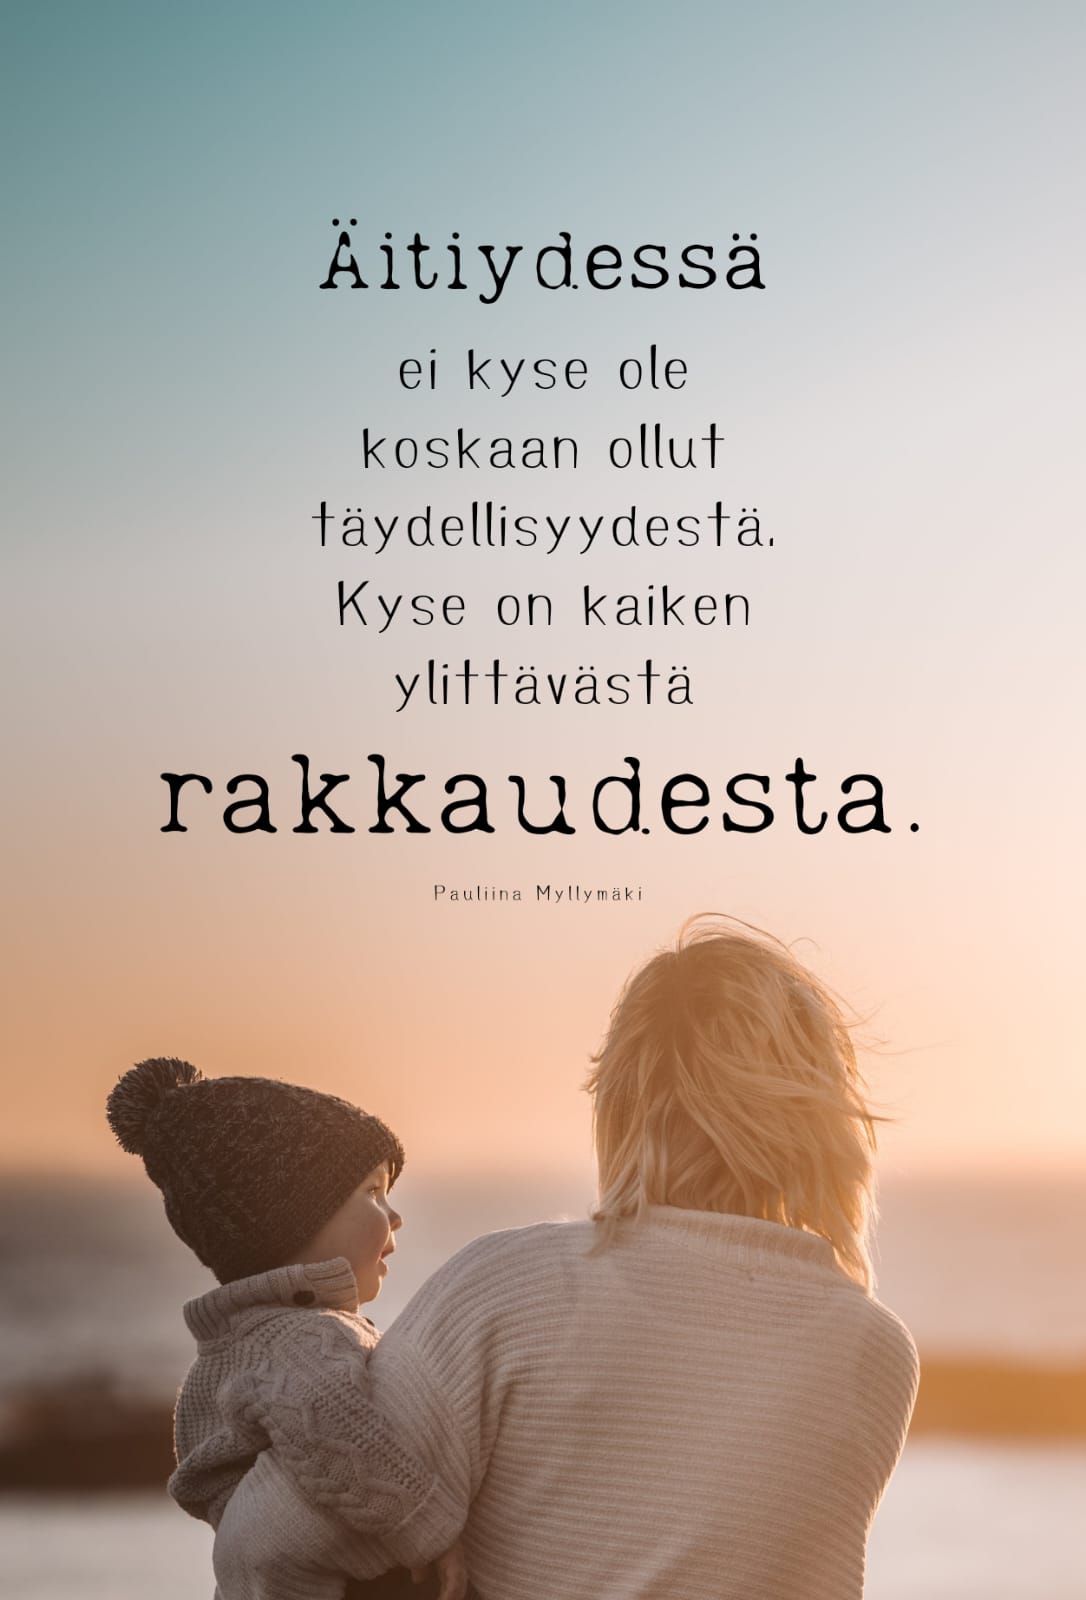 Äitiydessä
ei kyse ole
koskaan ollut
täydellisyydestä.
Kyse on kaiken
ylittävästä
rakkaudesta.
Pauliina Myllymäki